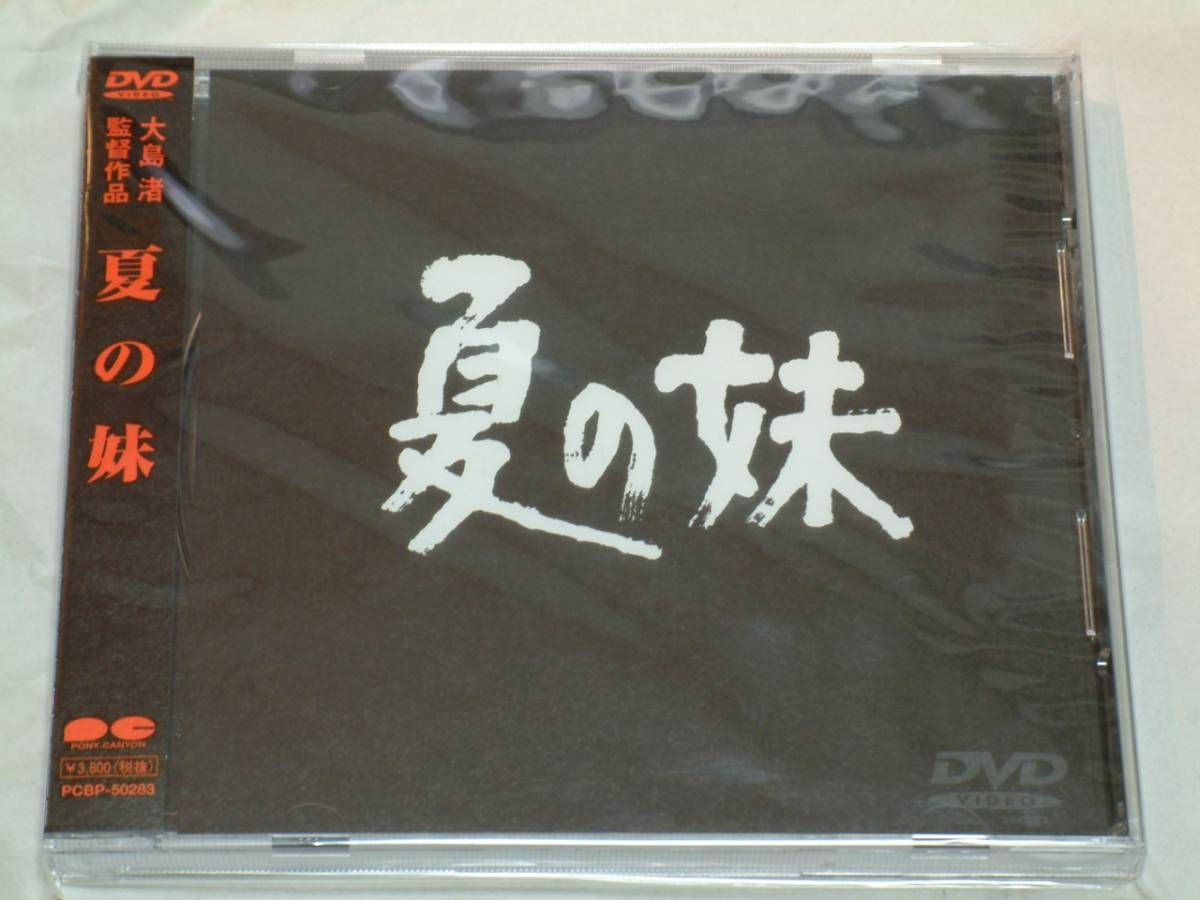 DVD
VIDEO
大島 渚
監督作品
夏の妹
PONY CANYON
¥3,800(税抜)
PCBP-50283
夏の妹
DVD
VIDEO